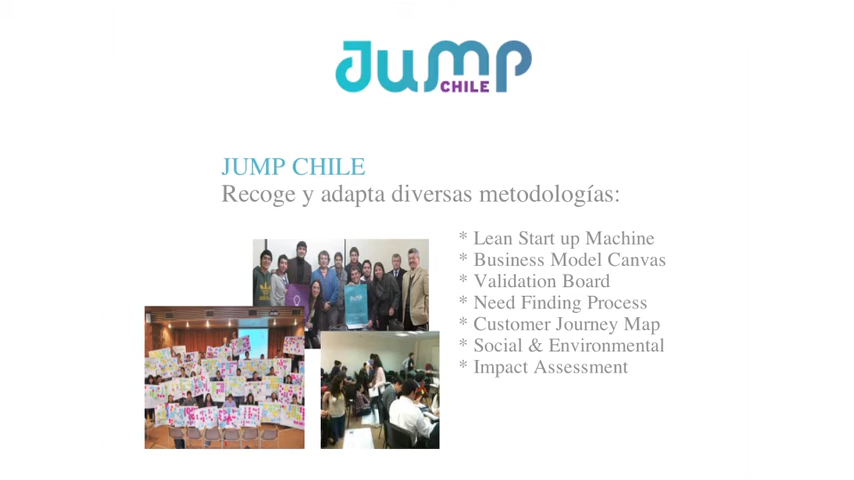 JUMP
CHILE
JUMP CHILE
Recoge y adapta diversas metodologías:
* Lean Start up Machine
* Business Model Canvas
* Validation Board
* Need Finding Process
* Customer Journey Map
* Social & Environmental
* Impact Assessment
JUMP